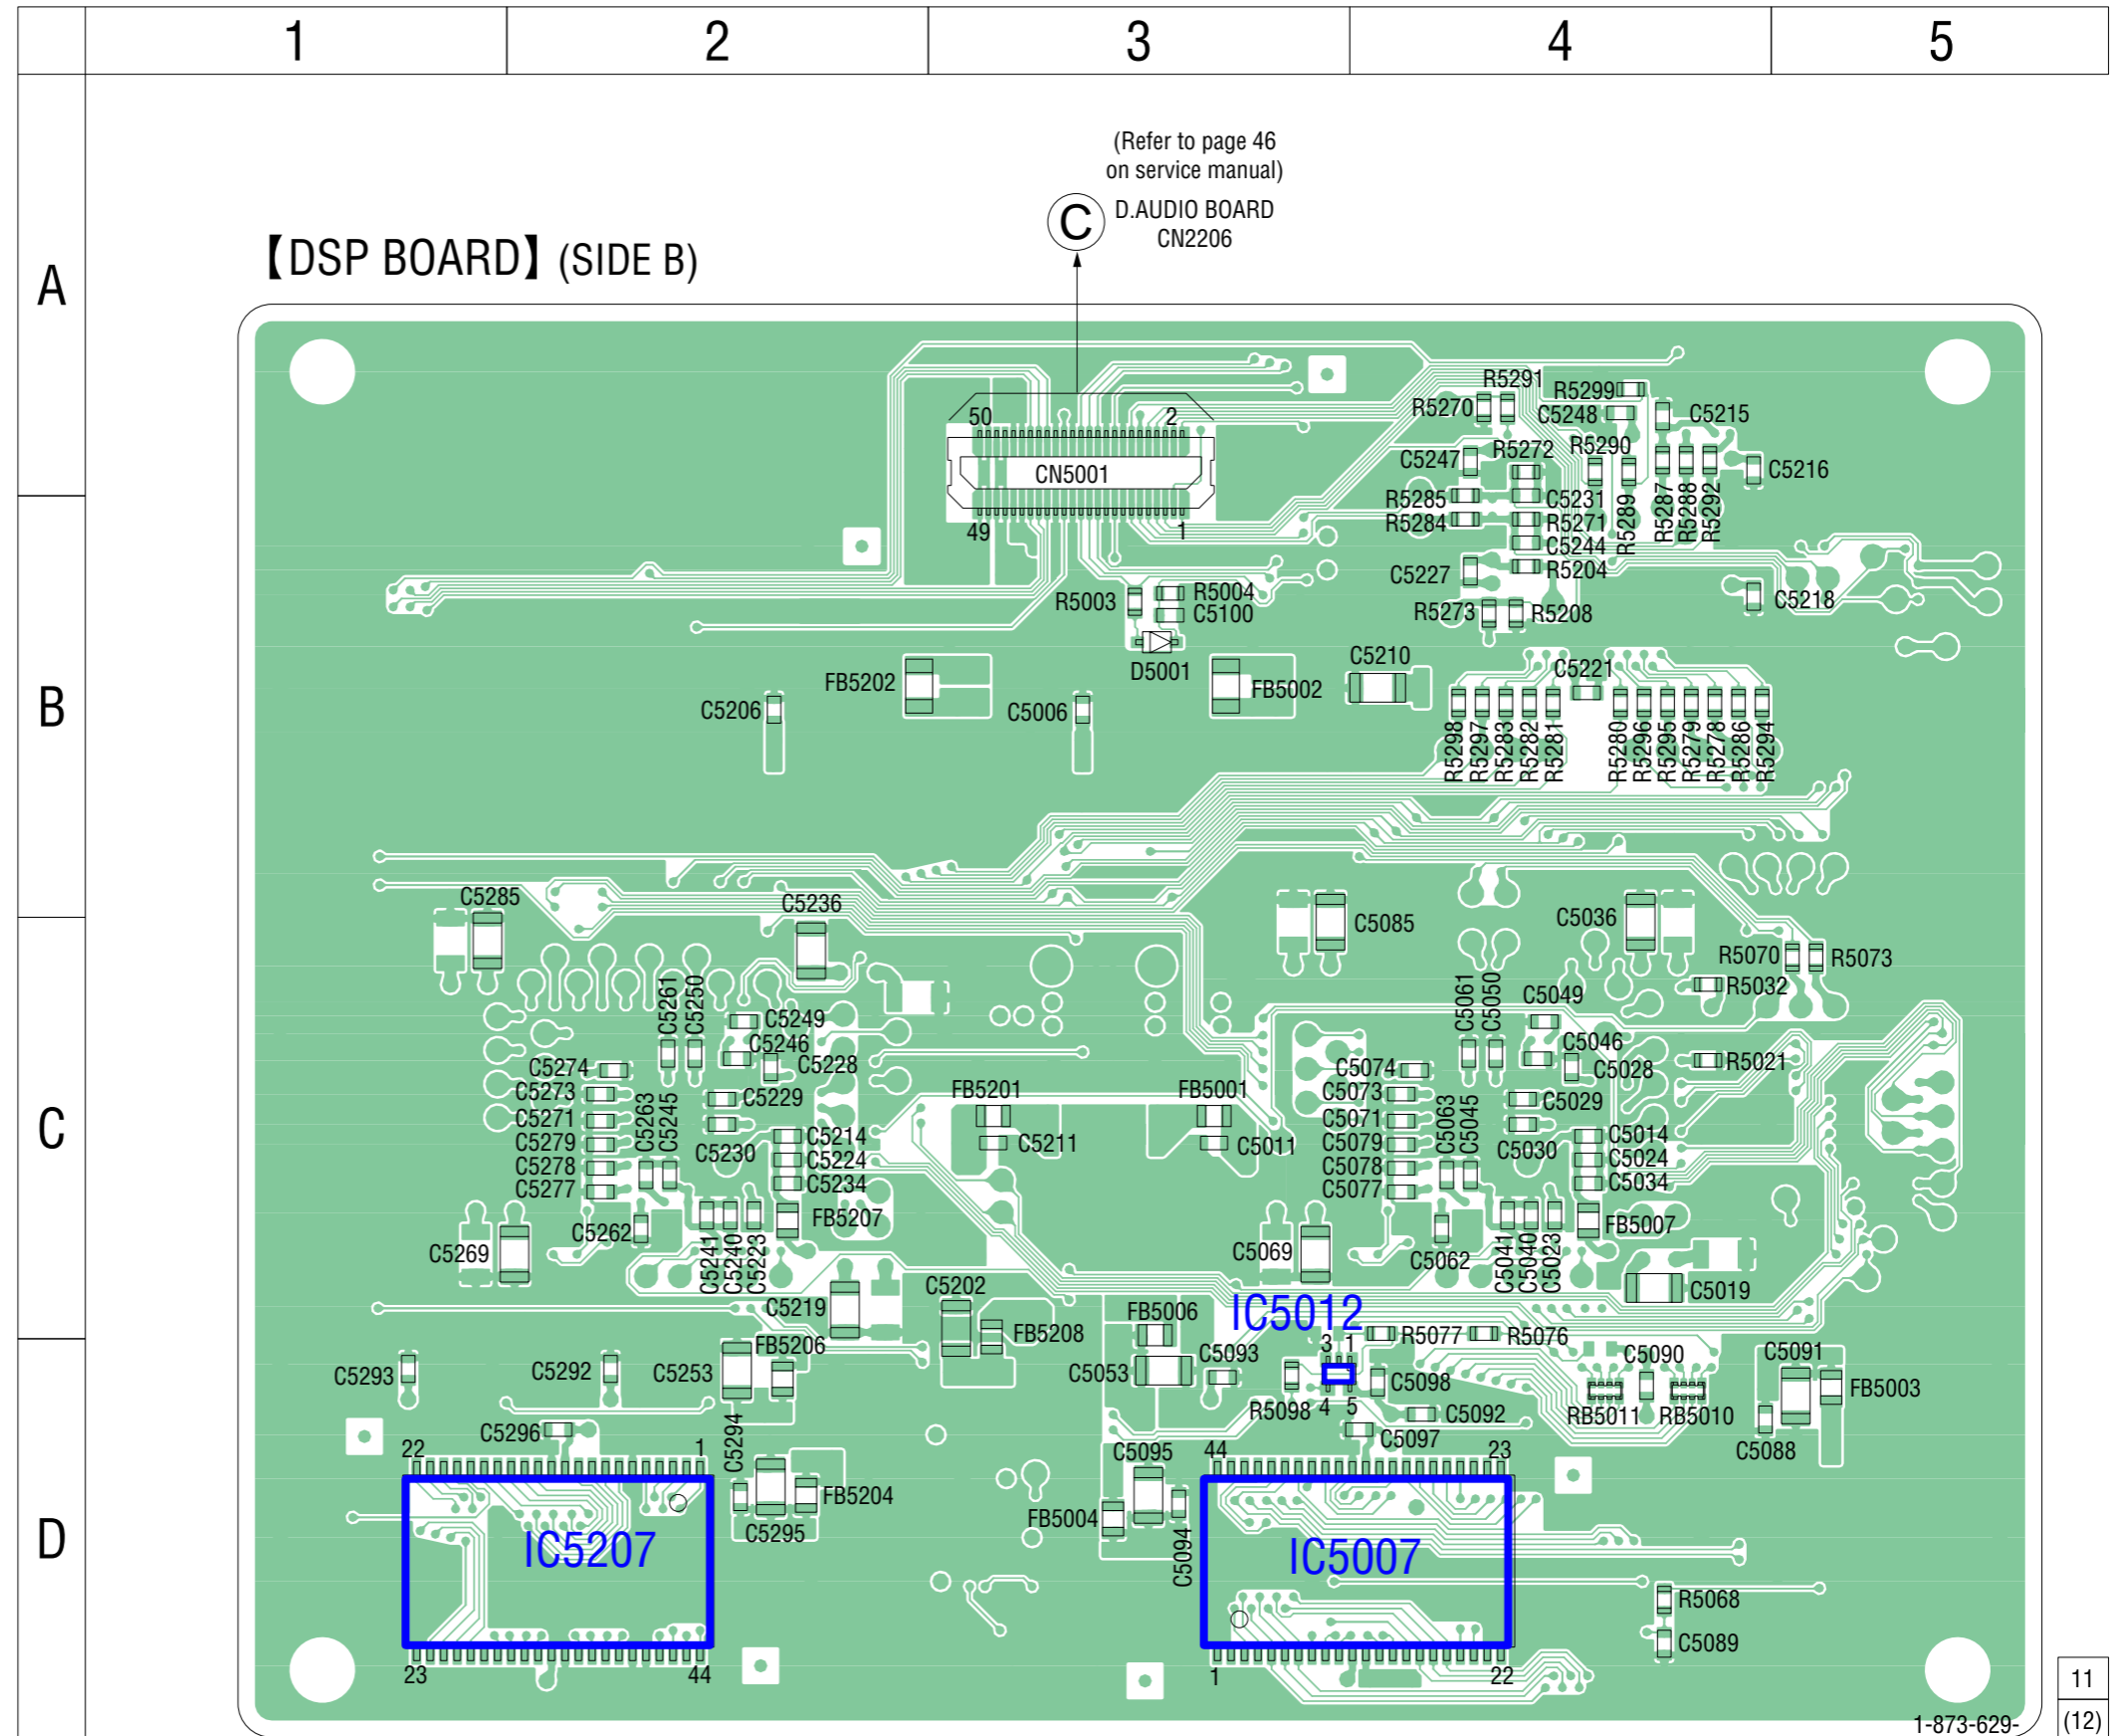 1 2 3 4 5
(Refer to page 46
on service manual)
C
D.AUDIO BOARD
CN2206
【DSP BOARD】 (SIDE B)
A
R5291
R5299
R5270
C5248
C5215
50 2
R5290
C5247
R5272
C5216
CN5001
R5285
C5231
R5284
R5271
R5289
R5287
R5288
R5292
49 1
C5244
C5227
R5204
R5003
R5004
C5100
C5218
R5273
R5208
D5001
C5210
C5221
FB5202
FB5002
B
C5206
C5006
R5298
R5297
R5283
R5282
R5281
R5280
R5296
R5295
R5279
R5278
R5286
R5294
C5285
C5236
C5085
C5036
R5070
R5073
R5032
C5261
C5250
C5249
C5246
C5228
C5061
C5050
C5049
C5046
C5028
R5021
C5274
C5273
C5271
C5279
C5278
C5277
C5263
C5245
C5229
C5230
C5214
C5224
C5234
FB5201
C5211
FB5001
C5011
C5074
C5073
C5071
C5079
C5078
C5077
C5063
C5045
C5029
C5030
C5014
C5024
C5034
C
C5262
FB5207
C5269
C5241
C5240
C5223
C5069
C5062
C5041
C5040
C5023
FB5007
C5219
C5202
C5019
IC5012
FB5006
FB5208
3 1
R5077
R5076
FB5206
C5293
C5292
C5253
C5053
C5093
C5098
C5090
C5091
FB5003
R5098
4 5
C5092
RB5011
RB5010
C5296
C5294
C5097
C5088
22 1
C5095
44 23
FB5204
C5295
FB5004
C5094
D
IC5207
IC5007
R5068
C5089
23 44
1 22
11
(12)
1-873-629-